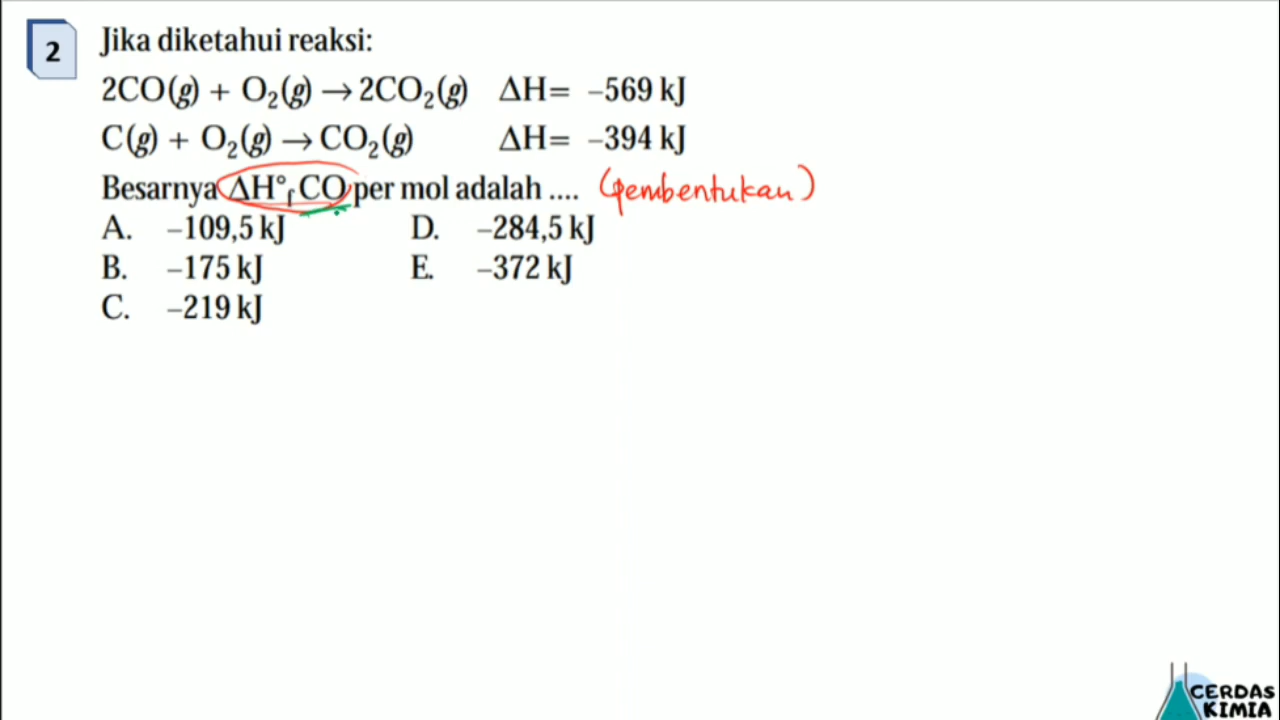 2
Jika diketahui reaksi:
2CO(g) + O₂(g) → 2CO₂(g) ΔH= –569 kJ
C(g) + O₂(g) → CO₂(g) ΔH= –394 kJ
Besarnya ΔH°f CO per mol adalah .... (pembentukan)
A. –109,5 kJ D. –284,5 kJ
B. –175 kJ E. –372 kJ
C. –219 kJ
CERDAS
KIMIA